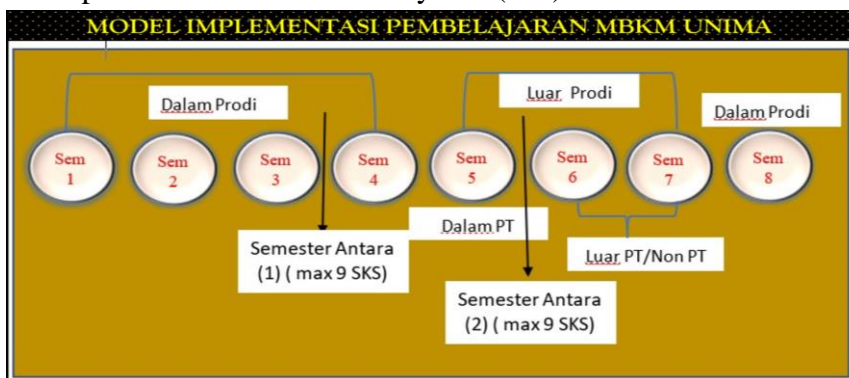 MODEL IMPLEMENTASI PEMBELAJARAN MBKM UNIMA
Dalam Prodi
Luar Prodi
Dalam Prodi
Sem
1
Sem
2
Sem
3
Sem
4
Sem
5
Sem
6
Sem
7
Sem
8
Dalam PT
Semester Antara
(1) ( max 9 SKS)
Luar PT/Non PT
Semester Antara
(2) ( max 9 SKS)